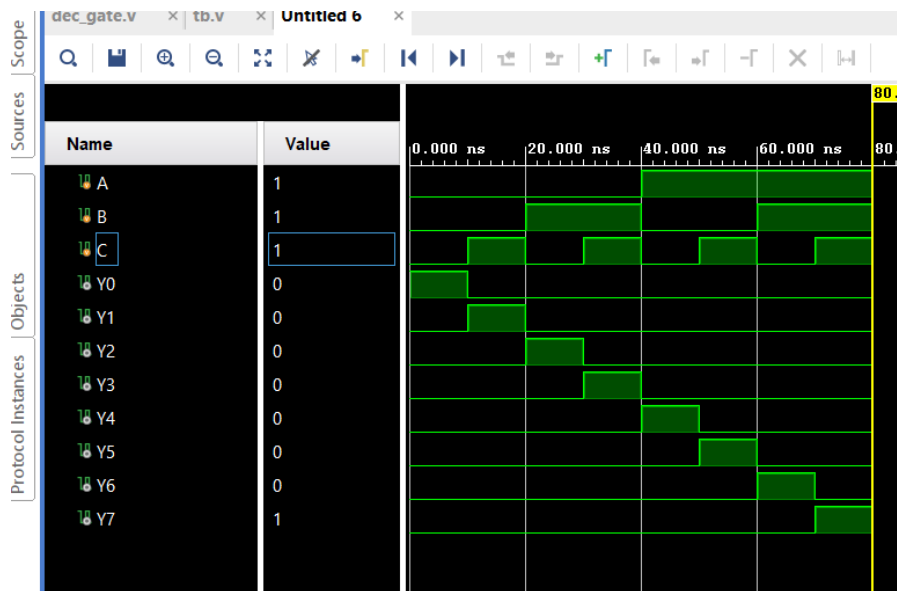 dec_gate.v × tb.v × Untitled 6 ×
Scope
Sources
Objects
Protocol Instances
80.
Name Value 0.000 ns 20.000 ns 40.000 ns 60.000 ns 80.
A 1
B 1
C 1
Y0 0
Y1 0
Y2 0
Y3 0
Y4 0
Y5 0
Y6 0
Y7 1